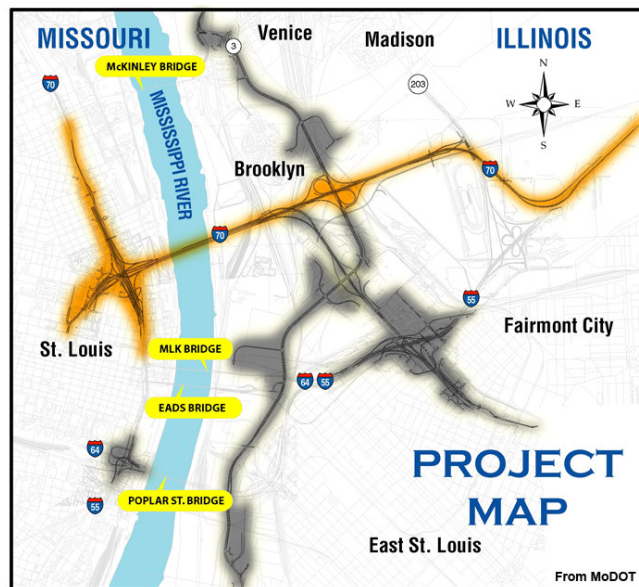 MISSOURI
Venice
Madison
ILLINOIS
3
McKINLEY BRIDGE
70
203
N
W
E
S
MISSISSIPPI RIVER
Brooklyn
70
70
55
St. Louis
Fairmont City
MLK BRIDGE
64
55
EADS BRIDGE
64
PROJECT
MAP
POPLAR ST. BRIDGE
55
East St. Louis
From MoDOT